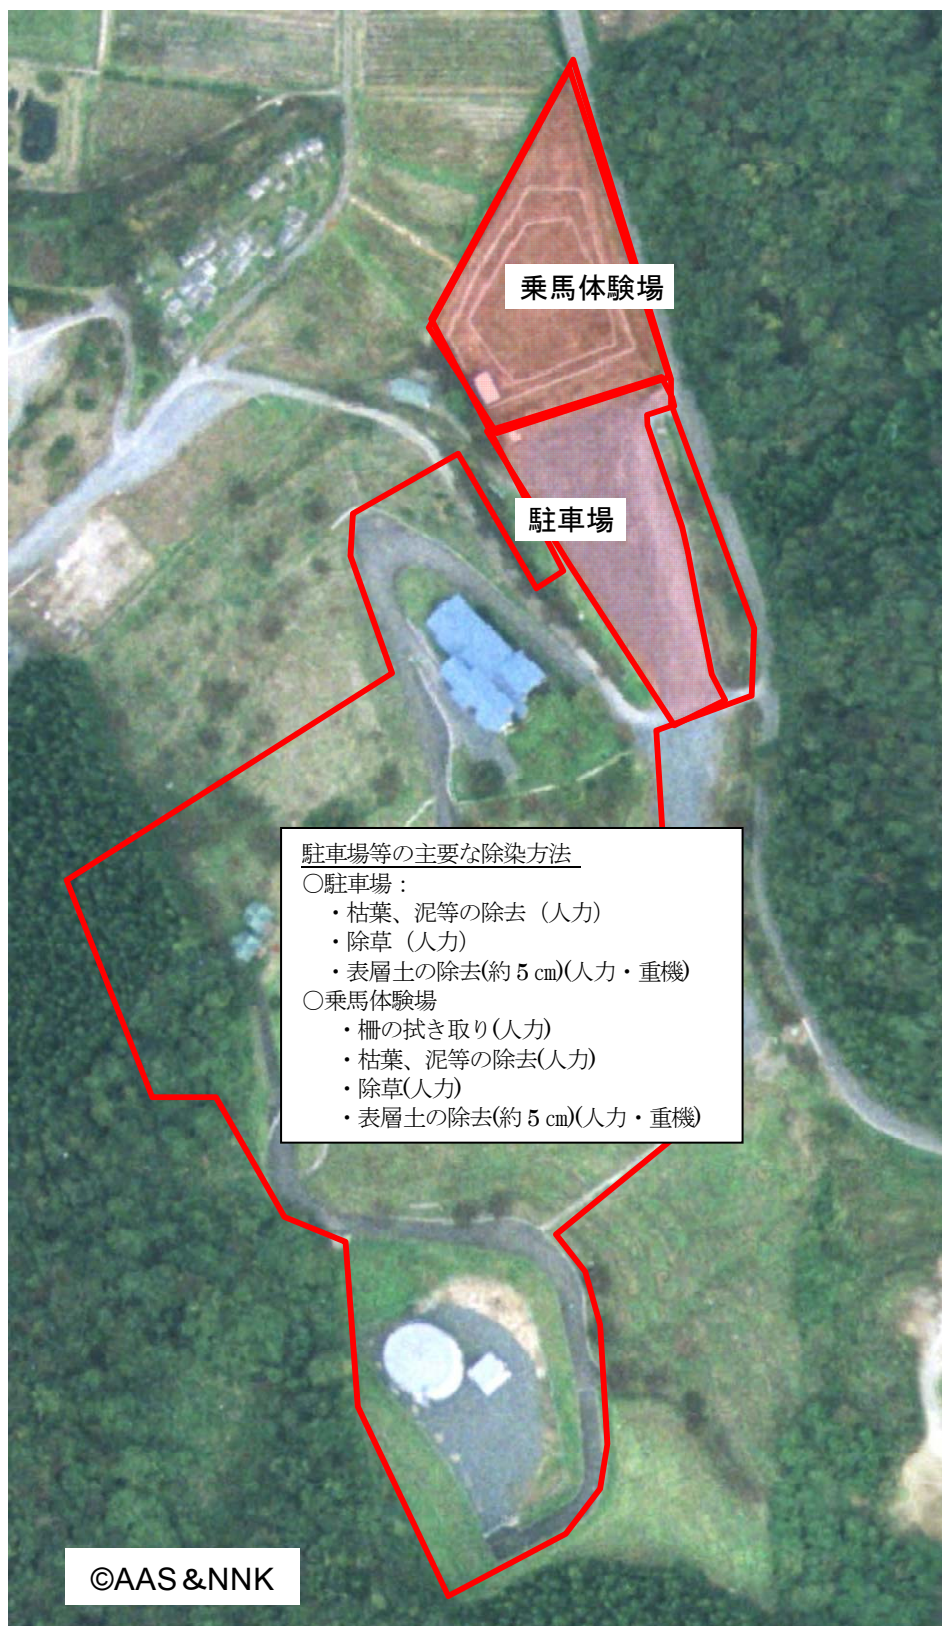 乗馬体験場
駐車場
駐車場等の主要な除染方法
○駐車場：
・枯葉、泥等の除去（人力）
・除草（人力）
・表層土の除去(約５㎝)(人力・重機)
○乗馬体験場
・柵の拭き取り(人力)
・枯葉、泥等の除去(人力)
・除草(人力)
・表層土の除去(約５㎝)(人力・重機)
©AAS＆NNK